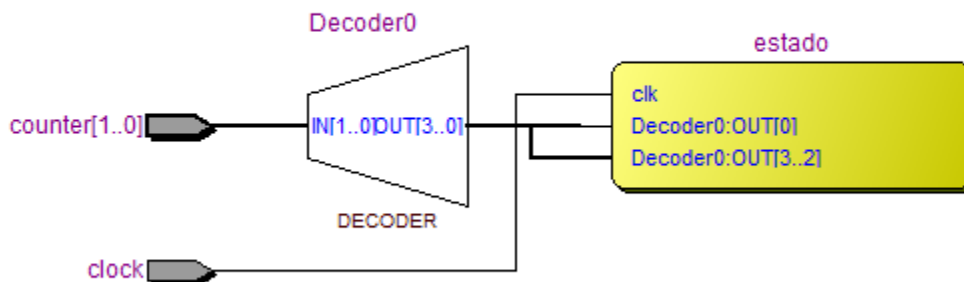 Decoder0
estado
counter[1..0]
IN[1..0]
OUT[3..0]
clk
Decoder0:OUT[0]
Decoder0:OUT[3..2]
DECODER
clock